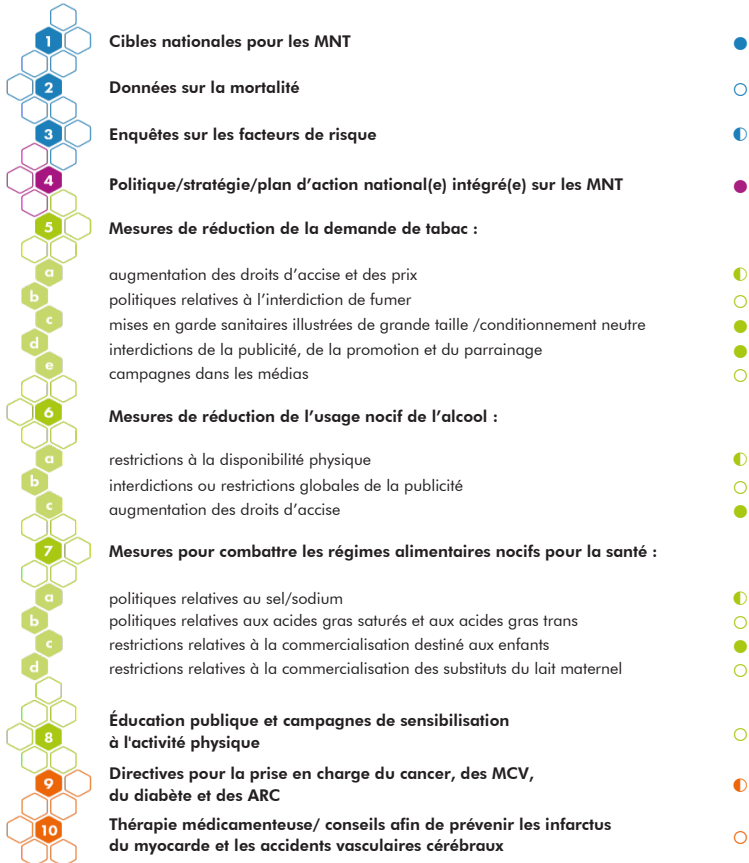 1 Cibles nationales pour les MNT
2 Données sur la mortalité
3 Enquêtes sur les facteurs de risque
4 Politique/stratégie/plan d’action national(e) intégré(e) sur les MNT
5 Mesures de réduction de la demande de tabac :
a augmentation des droits d’accise et des prix
b politiques relatives à l’interdiction de fumer
c mises en garde sanitaires illustrées de grande taille /conditionnement neutre
d interdictions de la publicité, de la promotion et du parrainage
e campagnes dans les médias
6 Mesures de réduction de l’usage nocif de l’alcool :
a restrictions à la disponibilité physique
b interdictions ou restrictions globales de la publicité
c augmentation des droits d’accise
7 Mesures pour combattre les régimes alimentaires nocifs pour la santé :
a politiques relatives au sel/sodium
b politiques relatives aux acides gras saturés et aux acides gras trans
c restrictions relatives à la commercialisation destiné aux enfants
d restrictions relatives à la commercialisation des substituts du lait maternel
8 Éducation publique et campagnes de sensibilisation
à l'activité physique
9 Directives pour la prise en charge du cancer, des MCV,
du diabète et des ARC
10 Thérapie médicamenteuse/ conseils afin de prévenir les infarctus
du myocarde et les accidents vasculaires cérébraux